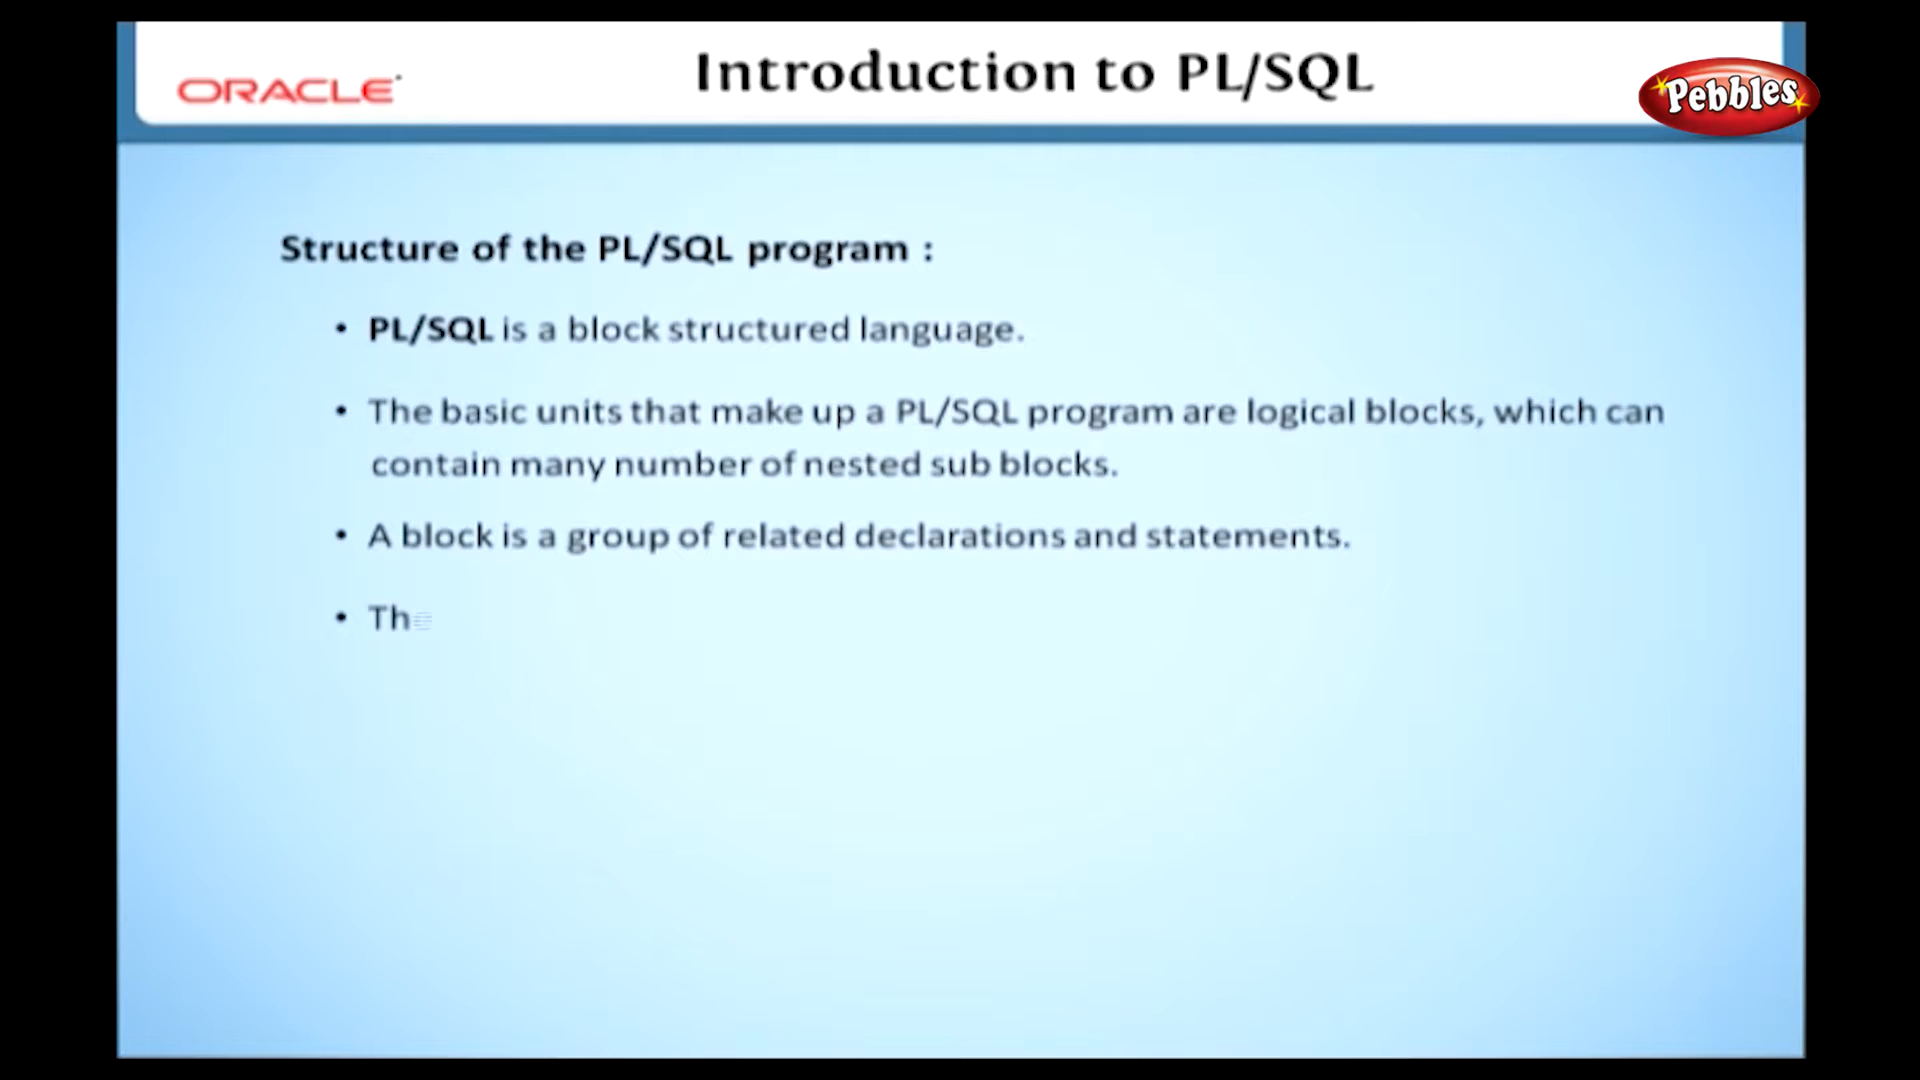 Introduction to PL/SQL
ORACLE
Pebbles
Structure of the PL/SQL program :
• PL/SQL is a block structured language.
• The basic units that make up a PL/SQL program are logical blocks, which can
contain many number of nested sub blocks.
• A block is a group of related declarations and statements.
• Th